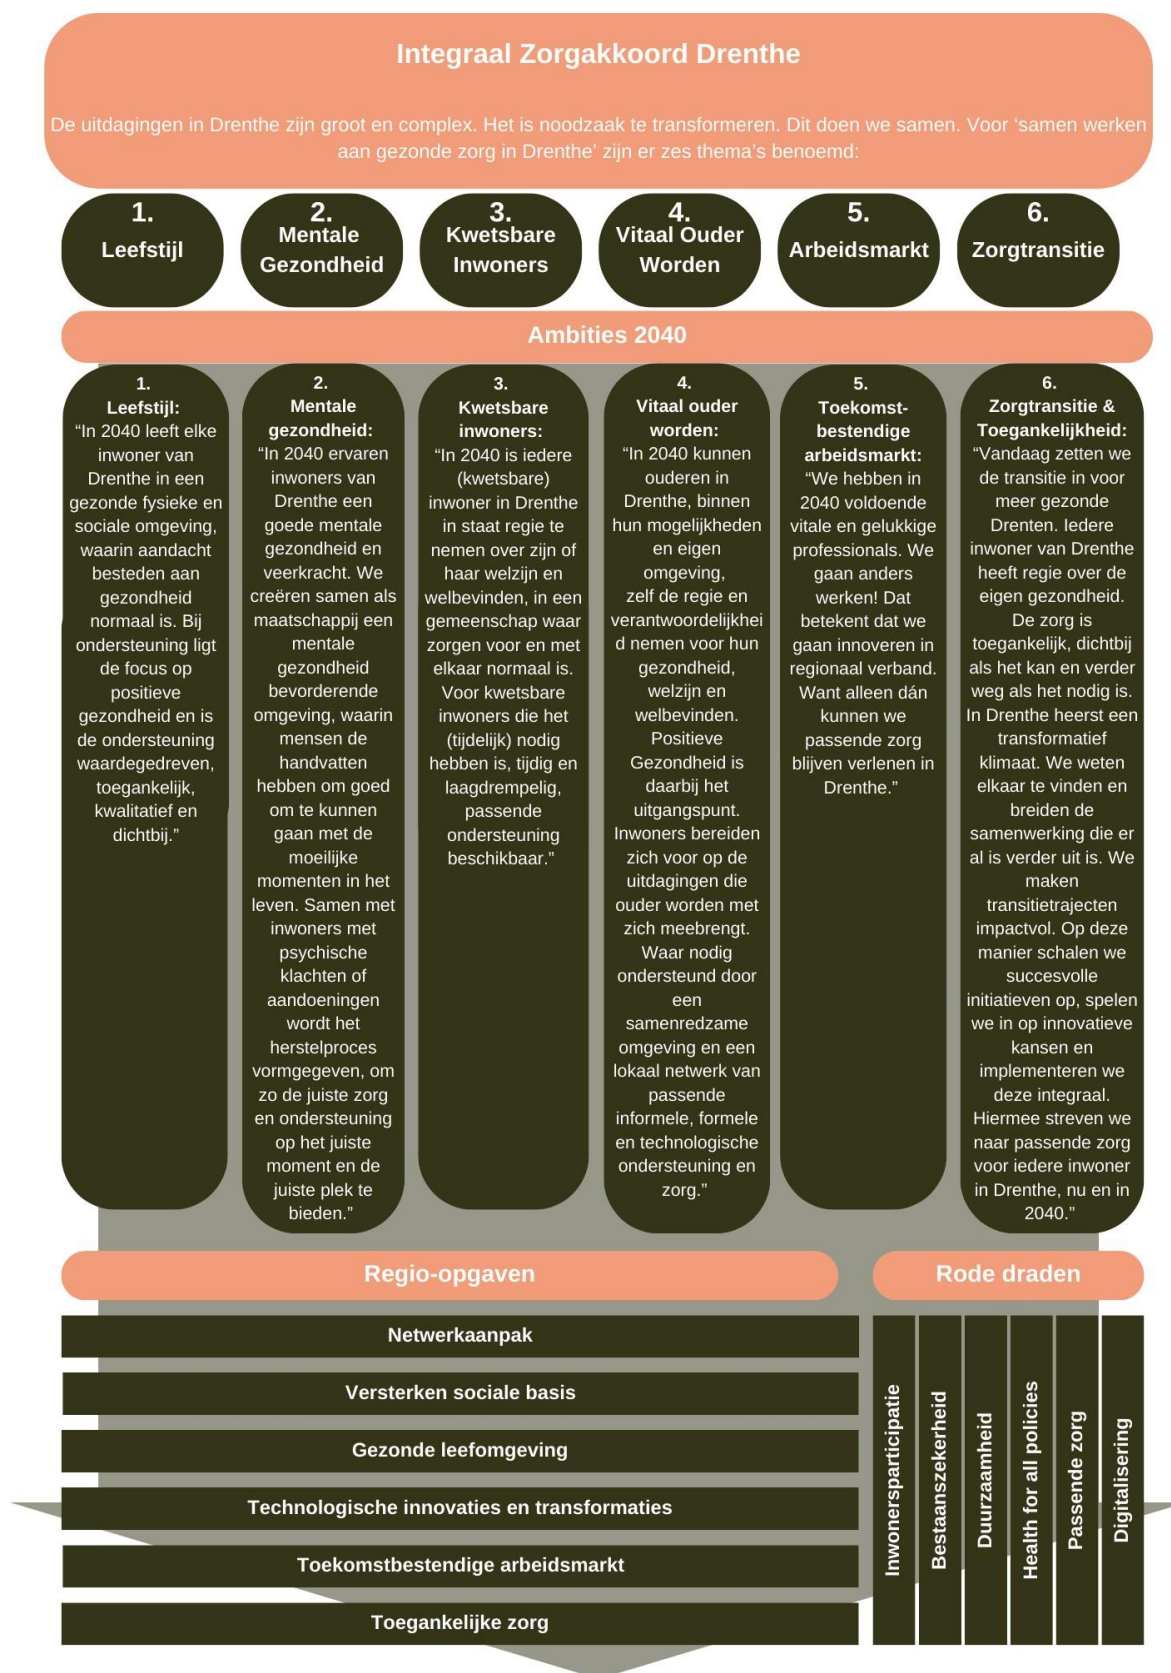 Integraal Zorgakkoord Drenthe
De uitdagingen in Drenthe zijn groot en complex. Het is noodzaak te transformeren. Dit doen we samen. Voor ‘samen werken
aan gezonde zorg in Drenthe’ zijn er zes thema’s benoemd:
1.
Leefstijl
2.
Mentale
Gezondheid
3.
Kwetsbare
Inwoners
4.
Vitaal Ouder
Worden
5.
Arbeidsmarkt
6.
Zorgtransitie
Ambities 2040
1.
Leefstijl:
“In 2040 leeft elke
inwoner van
Drenthe in een
gezonde fysieke en
sociale omgeving,
waarin aandacht
besteden aan
gezondheid
normaal is. Bij
ondersteuning ligt
de focus op
positieve
gezondheid en is
de ondersteuning
waardegedreven,
toegankelijk,
kwalitatief en
dichtbij.”
2.
Mentale
gezondheid:
“In 2040 ervaren
inwoners van
Drenthe een
goede mentale
gezondheid en
veerkracht. We
creëren samen als
maatschappij een
mentale
gezondheid
bevorderende
omgeving, waarin
mensen de
handvatten
hebben om goed
om te kunnen
gaan met de
moeilijke
momenten in het
leven. Samen met
inwoners met
psychische
klachten of
aandoeningen
wordt het
herstelproces
vormgegeven, om
zo de juiste zorg
en ondersteuning
op het juiste
moment en de
juiste plek te
bieden.”
3.
Kwetsbare
inwoners:
“In 2040 is iedere
(kwetsbare)
inwoner in Drenthe
in staat regie te
nemen over zijn of
haar welzijn en
welbevinden, in een
gemeenschap waar
zorgen voor en met
elkaar normaal is.
Voor kwetsbare
inwoners die het
(tijdelijk) nodig
hebben is, tijdig en
laagdrempelig,
passende
ondersteuning
beschikbaar.”
4.
Vitaal ouder
worden:
“In 2040 kunnen
ouderen in
Drenthe, binnen
hun mogelijkheden
en eigen
omgeving,
zelf de regie en
verantwoordelijkhei
d nemen voor hun
gezondheid,
welzijn en
welbevinden.
Positieve
Gezondheid is
daarbij het
uitgangspunt.
Inwoners bereiden
zich voor op de
uitdagingen die
ouder worden met
zich meebrengt.
Waar nodig
ondersteund door
een
samenredzame
omgeving en een
lokaal netwerk van
passende
informele, formele
en technologische
ondersteuning en
zorg.”
5.
Toekomst-
bestendige
arbeidsmarkt:
“We hebben in
2040 voldoende
vitale en gelukkige
professionals. We
gaan anders
werken! Dat
betekent dat we
gaan innoveren in
regionaal verband.
Want alleen dán
kunnen we
passende zorg
blijven verlenen in
Drenthe.”
6.
Zorgtransitie &
Toegankelijkheid:
“Vandaag zetten we
de transitie in voor
meer gezonde
Drenten. Iedere
inwoner van Drenthe
heeft regie over de
eigen gezondheid.
De zorg is
toegankelijk, dichtbij
als het kan en verder
weg als het nodig is.
In Drenthe heerst een
transformatief
klimaat. We weten
elkaar te vinden en
breiden de
samenwerking die er
al is verder uit is. We
maken
transitietrajecten
impactvol. Op deze
manier schalen we
succesvolle
initiatieven op, spelen
we in op innovatieve
kansen en
implementeren we
deze integraal.
Hiermee streven we
naar passende zorg
voor iedere inwoner
in Drenthe, nu en in
2040.”
Regio-opgaven
Netwerkaanpak
Versterken sociale basis
Gezonde leefomgeving
Technologische innovaties en transformaties
Toekomstbestendige arbeidsmarkt
Toegankelijke zorg
Rode draden
Inwonersparticipatie
Bestaanszekerheid
Duurzaamheid
Health for all policies
Passende zorg
Digitalisering